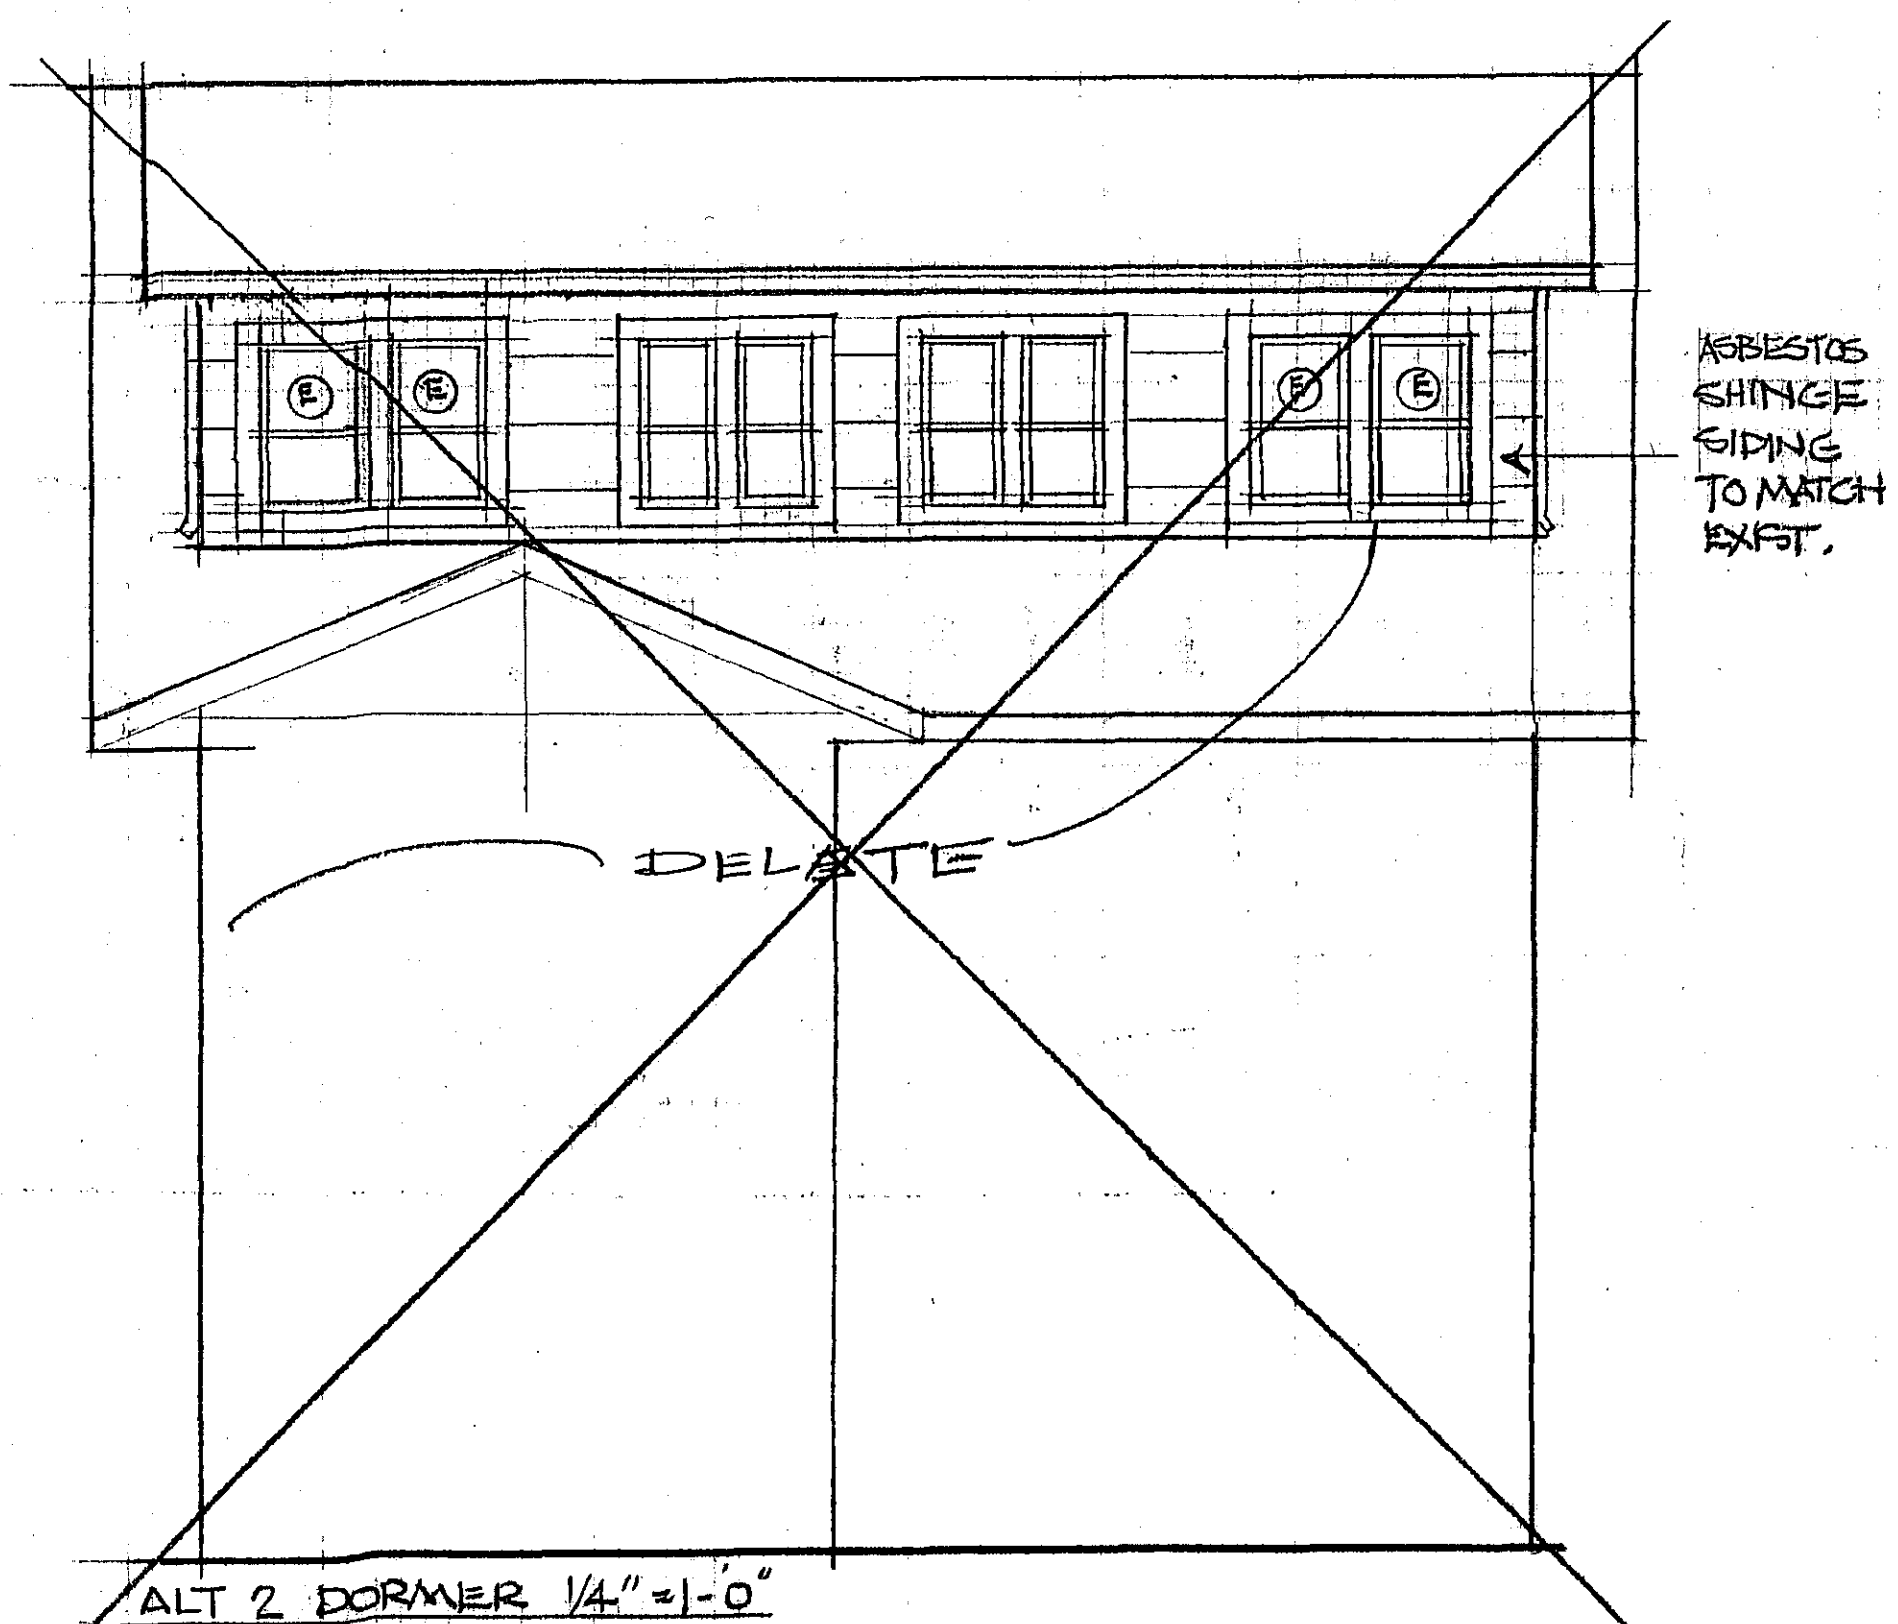 E E E E
ASBESTOS
SHINGE
SIDING
TO MATCH
EXIST.
DELETE
ALT 2 DORMER 1/4" = 1'-0"